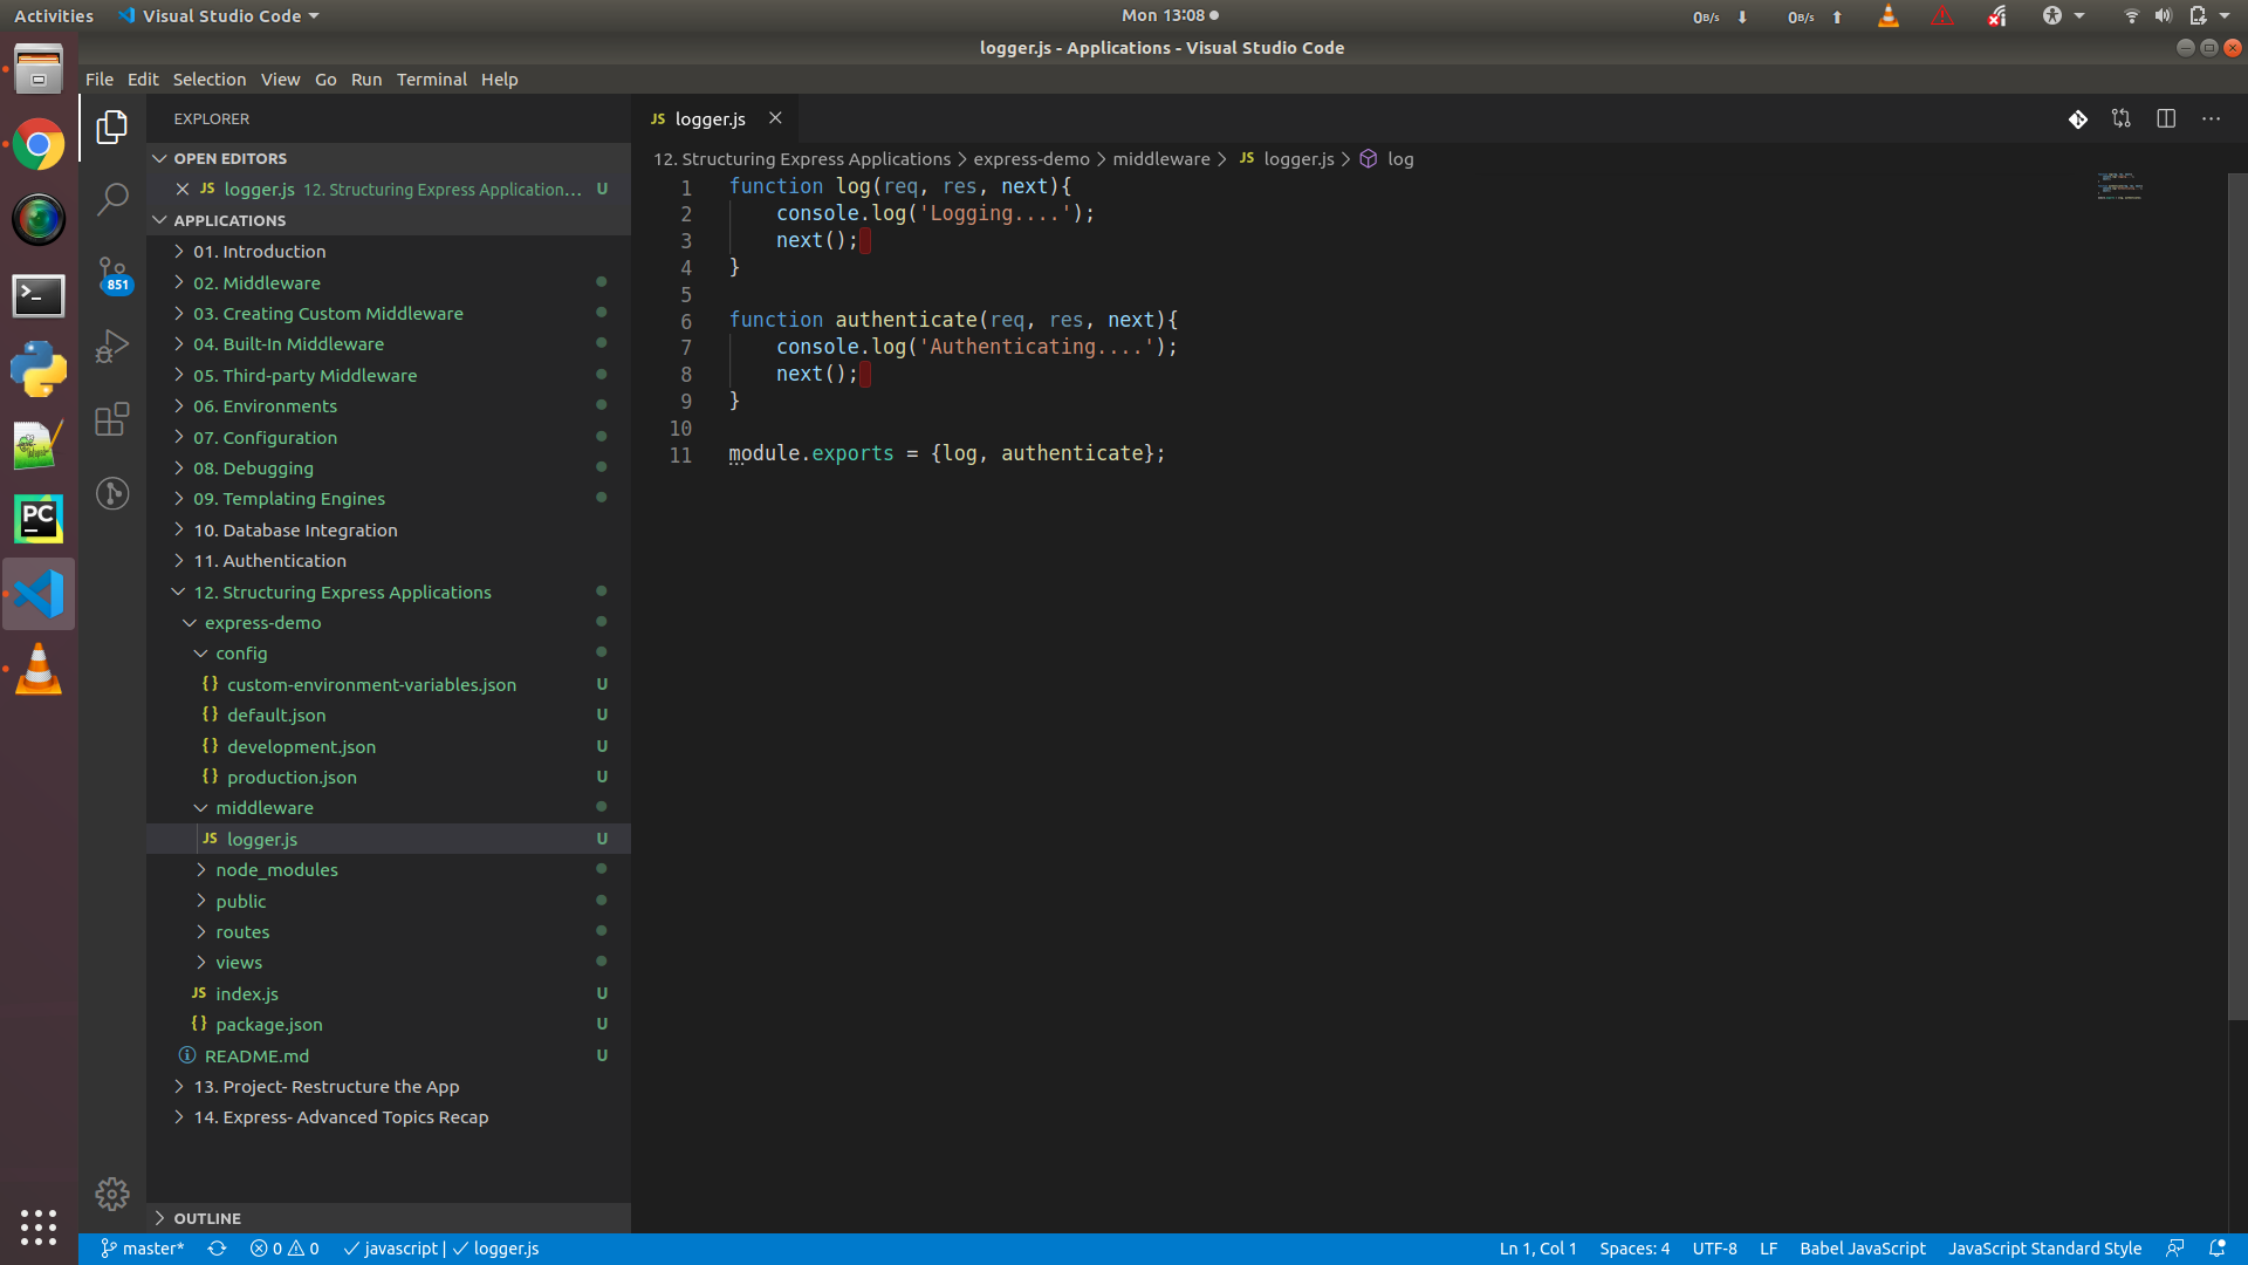 Activities Visual Studio Code Mon 13:08 0B/s 0B/s
logger.js - Applications - Visual Studio Code
File Edit Selection View Go Run Terminal Help
EXPLORER
OPEN EDITORS
JS logger.js 12. Structuring Express Application... U
APPLICATIONS
01. Introduction
02. Middleware
03. Creating Custom Middleware
04. Built-In Middleware
05. Third-party Middleware
06. Environments
07. Configuration
08. Debugging
09. Templating Engines
10. Database Integration
11. Authentication
12. Structuring Express Applications
express-demo
config
{} custom-environment-variables.json U
{} default.json U
{} development.json U
{} production.json U
middleware
JS logger.js U
node_modules
public
routes
views
JS index.js U
{} package.json U
README.md U
13. Project- Restructure the App
14. Express- Advanced Topics Recap
OUTLINE
851
PC
JS logger.js
12. Structuring Express Applications > express-demo > middleware > JS logger.js > log
1 function log(req, res, next){
2 console.log('Logging....');
3 next();
4 }
5
6 function authenticate(req, res, next){
7 console.log('Authenticating....');
8 next();
9 }
10
11 module.exports = {log, authenticate};
master* 0 0 javascript | logger.js Ln 1, Col 1 Spaces: 4 UTF-8 LF Babel JavaScript JavaScript Standard Style